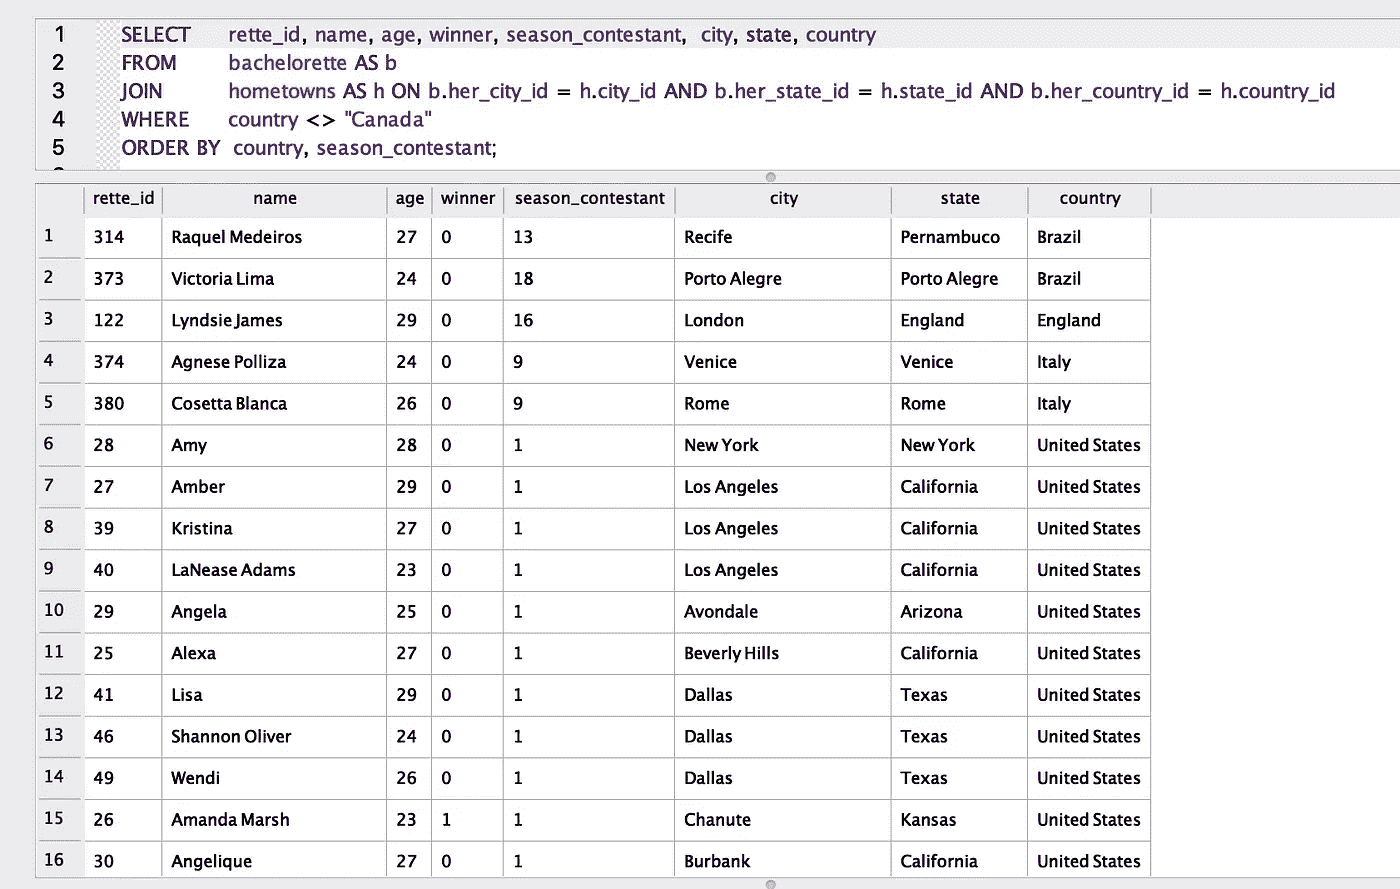 1 SELECT rette_id, name, age, winner, season_contestant, city, state, country
2 FROM bachelorette AS b
3 JOIN hometowns AS h ON b.her_city_id = h.city_id AND b.her_state_id = h.state_id AND b.her_country_id = h.country_id
4 WHERE country <> "Canada"
5 ORDER BY country, season_contestant;
rette_id name age winner season_contestant city state country
1 314 Raquel Medeiros 27 0 13 Recife Pernambuco Brazil
2 373 Victoria Lima 24 0 18 Porto Alegre Porto Alegre Brazil
3 122 Lyndsie James 29 0 16 London England England
4 374 Agnese Polliza 24 0 9 Venice Venice Italy
5 380 Cosetta Blanca 26 0 9 Rome Rome Italy
6 28 Amy 28 0 1 New York New York United States
7 27 Amber 29 0 1 Los Angeles California United States
8 39 Kristina 27 0 1 Los Angeles California United States
9 40 LaNease Adams 23 0 1 Los Angeles California United States
10 29 Angela 25 0 1 Avondale Arizona United States
11 25 Alexa 27 0 1 Beverly Hills California United States
12 41 Lisa 29 0 1 Dallas Texas United States
13 46 Shannon Oliver 24 0 1 Dallas Texas United States
14 49 Wendi 26 0 1 Dallas Texas United States
15 26 Amanda Marsh 23 1 1 Chanute Kansas United States
16 30 Angelique 27 0 1 Burbank California United States